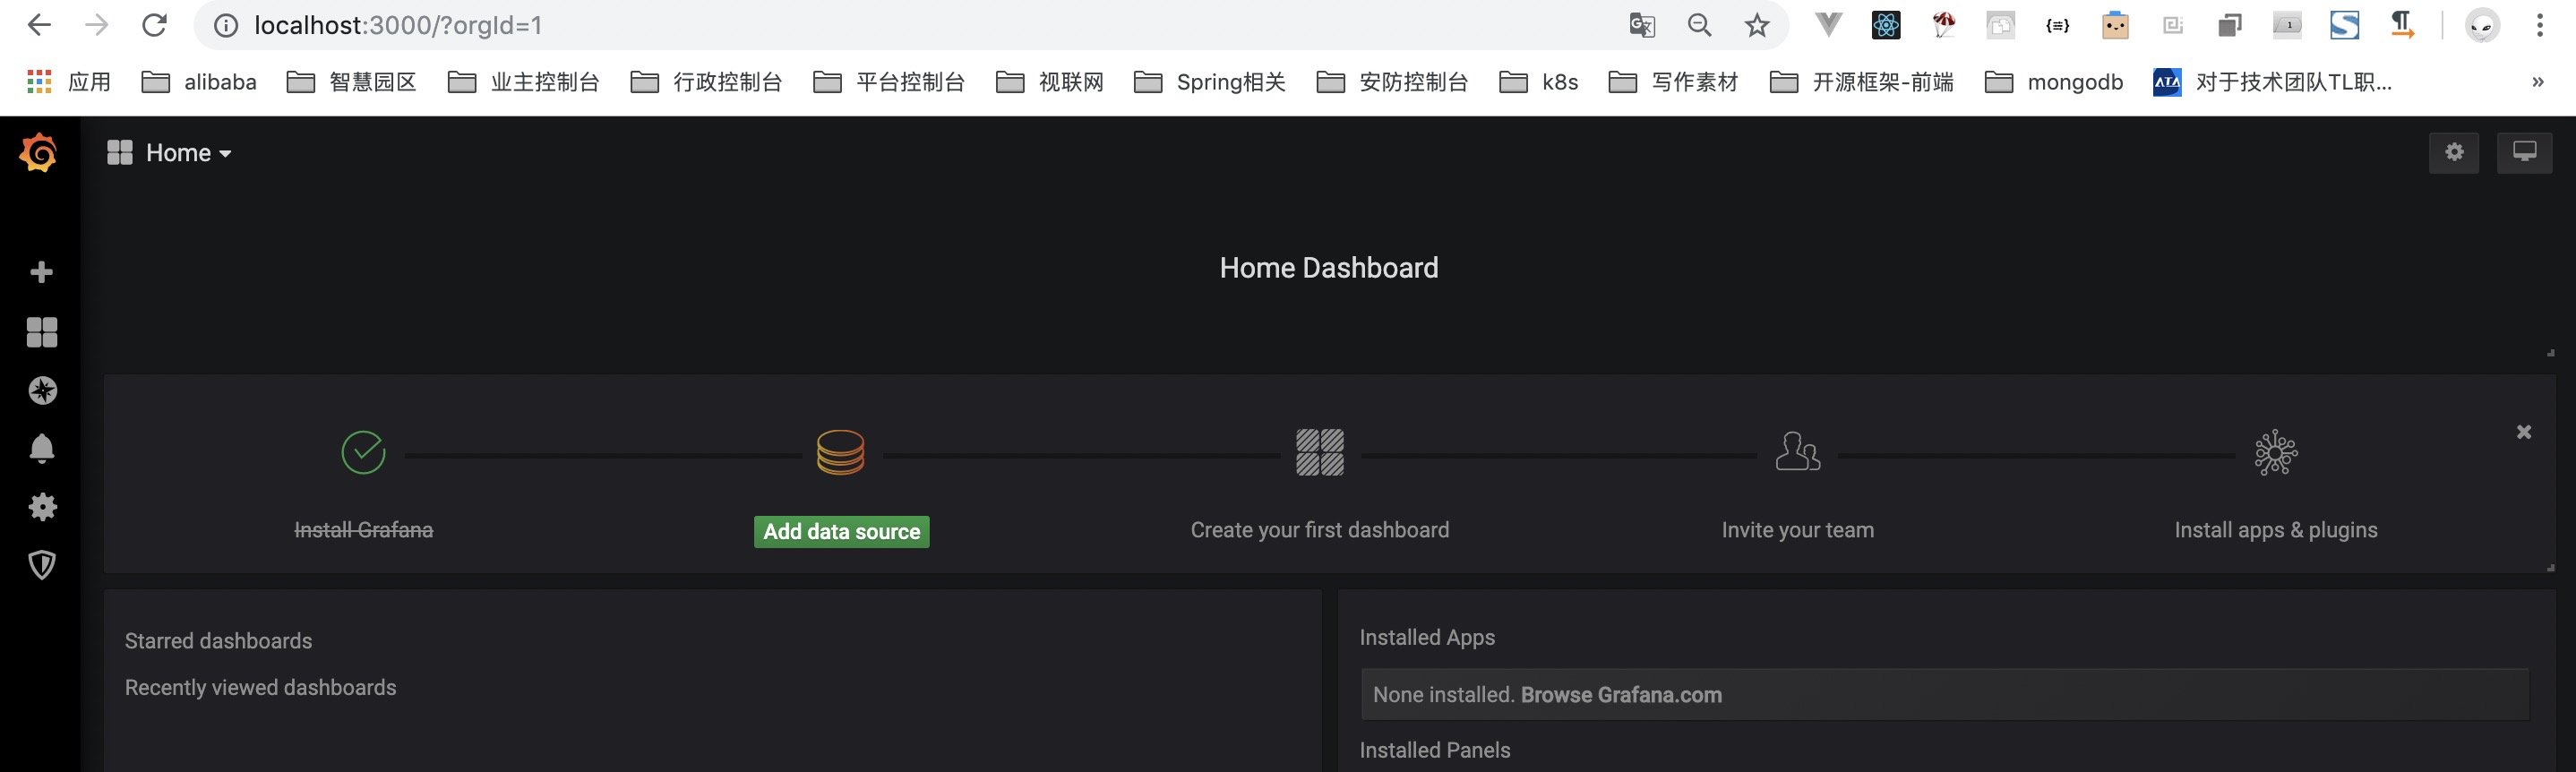 localhost:3000/?orgId=1
应用 alibaba 智慧园区 业主控制台 行政控制台 平台控制台 视联网 Spring相关 安防控制台 k8s 写作素材 开源框架-前端 mongodb ATA 对于技术团队TL职... »
Home
Home Dashboard
Install Grafana
Add data source
Create your first dashboard
Invite your team
Install apps & plugins
Starred dashboards
Recently viewed dashboards
Installed Apps
None installed. Browse Grafana.com
Installed Panels